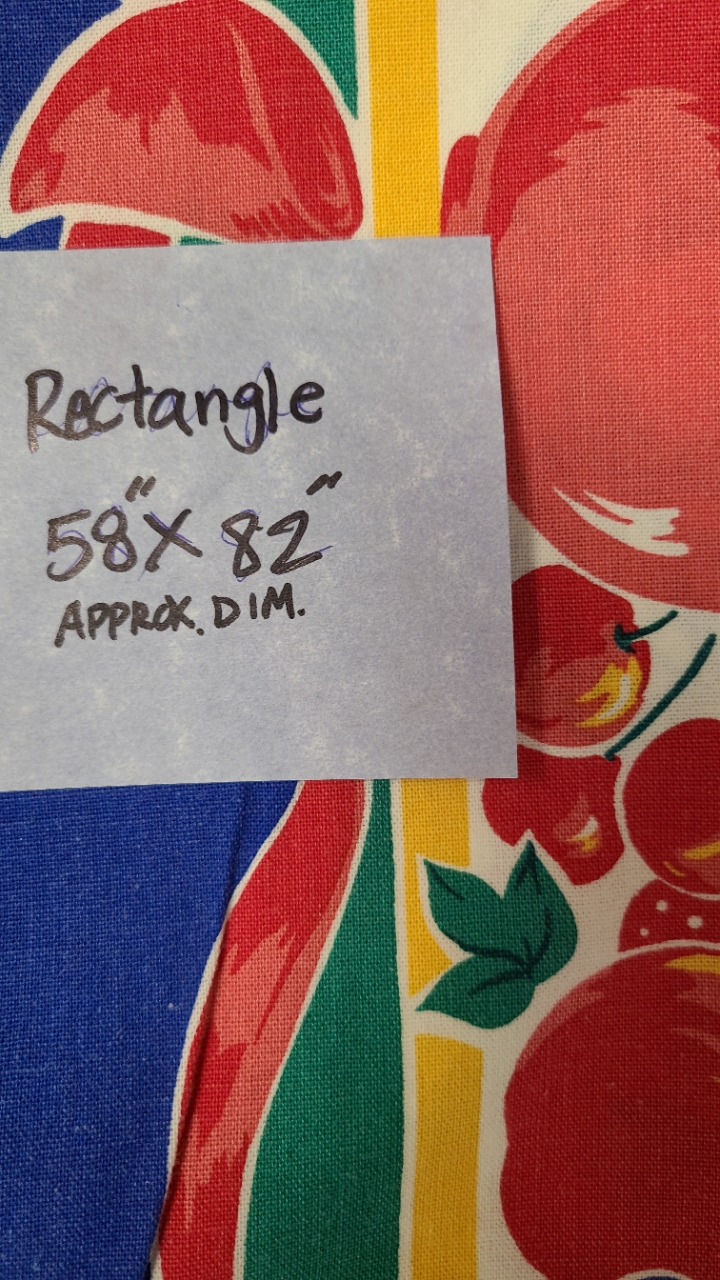 Rectangle
58" X 82"
APPROX. DIM.